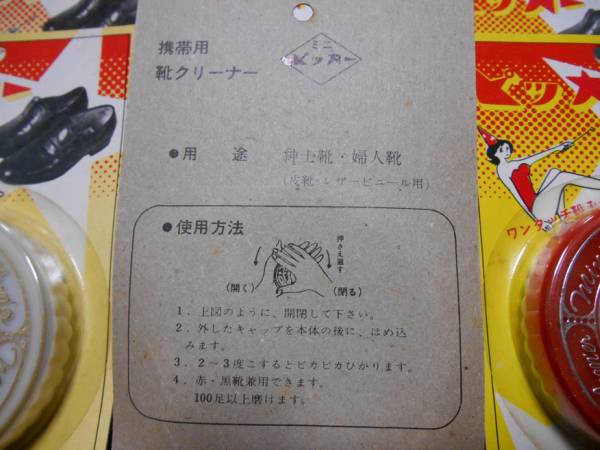 携帯用
靴クリーナー
ミニ
ピッカー
●用 途 紳士靴・婦人靴
(皮靴・レザービニール用)
●使用方法
押さえ廻す
(開く) (閉る)
1. 上図のように、開閉して下さい。
2. 外したキャップを本体の後に、はめ込
みます。
3. 2〜3度こするとピカピカひかります。
4. 赤・黒靴兼用できます。
100足以上磨けます。
ワンタッチ靴